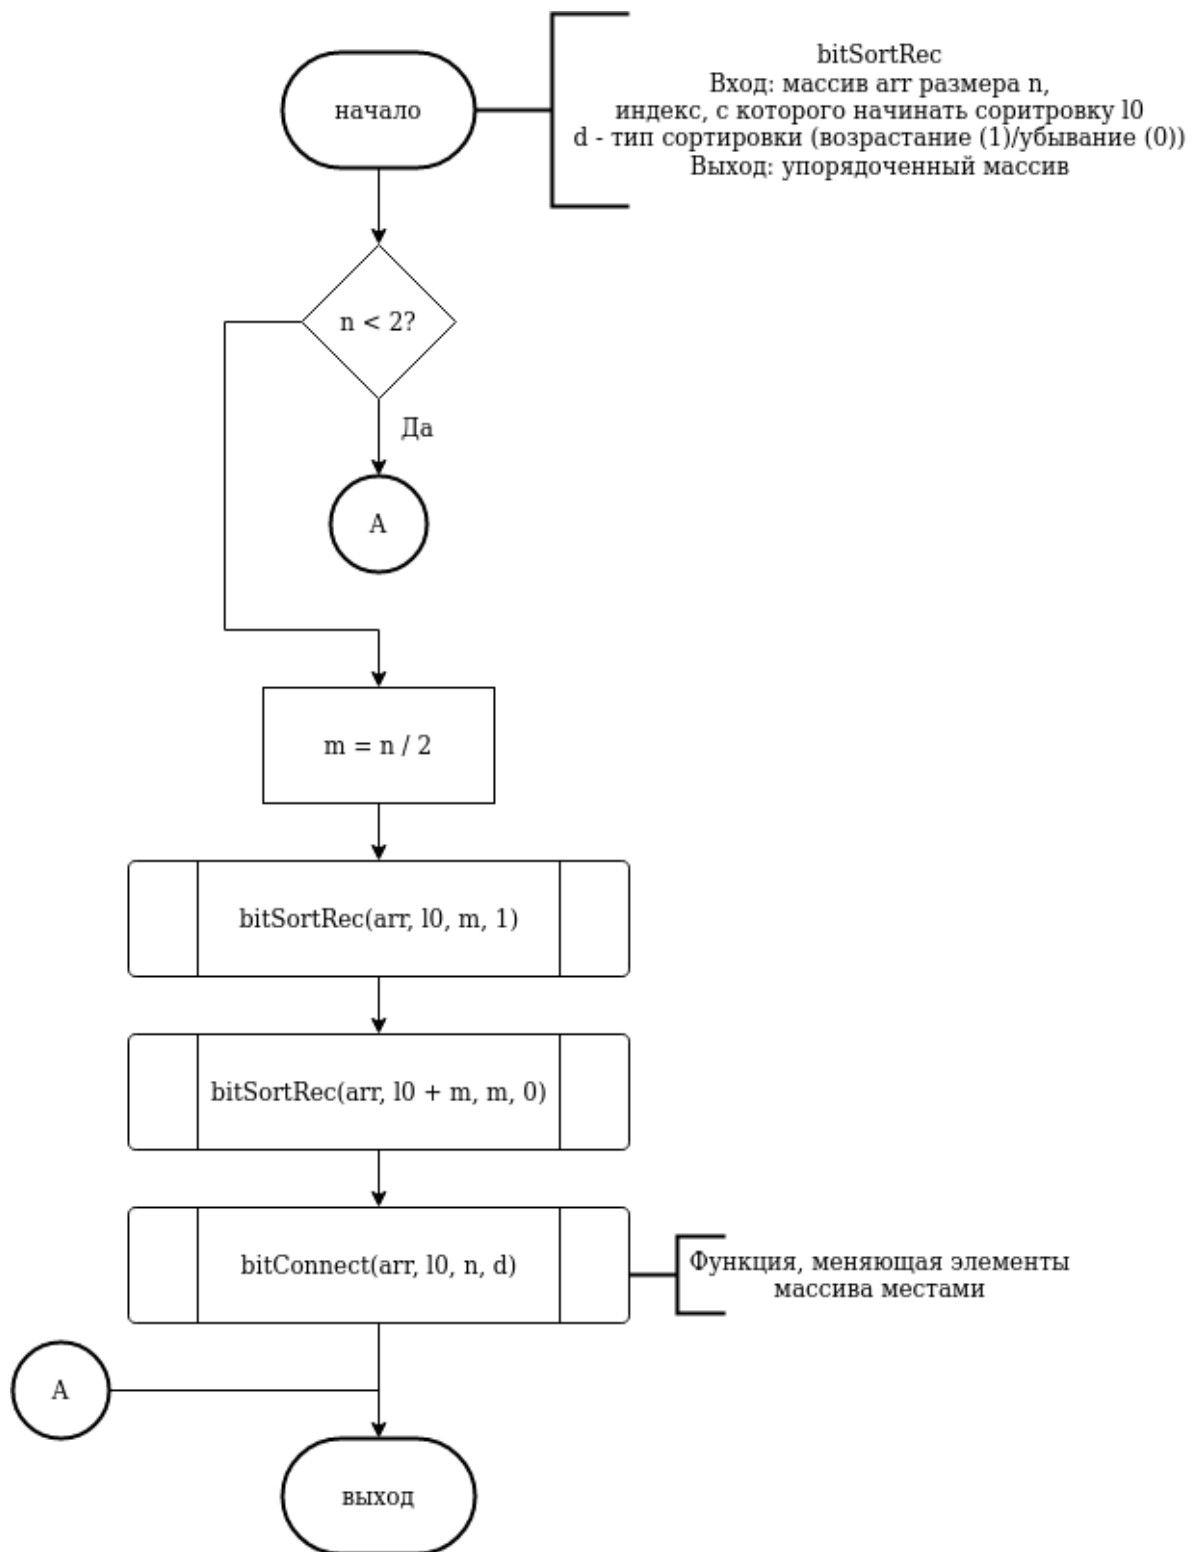 начало
bitSortRec
Вход: массив arr размера n,
индекс, с которого начинать соритровку l0
d - тип сортировки (возрастание (1)/убывание (0))
Выход: упорядоченный массив
n < 2?
Да
A
m = n / 2
bitSortRec(arr, l0, m, 1)
bitSortRec(arr, l0 + m, m, 0)
bitConnect(arr, l0, n, d)
Функция, меняющая элементы
массива местами
A
выход